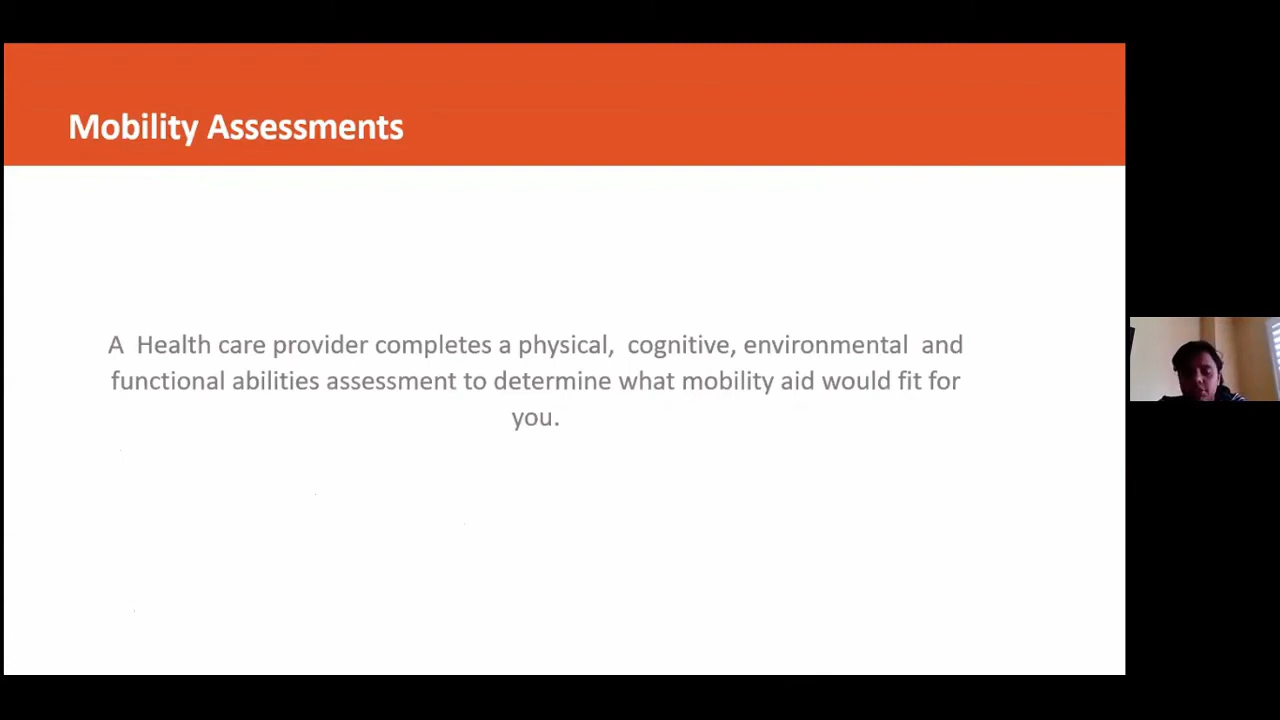 Mobility Assessments
A  Health care provider completes a physical,  cognitive, environmental  and
functional abilities assessment to determine what mobility aid would fit for
you.